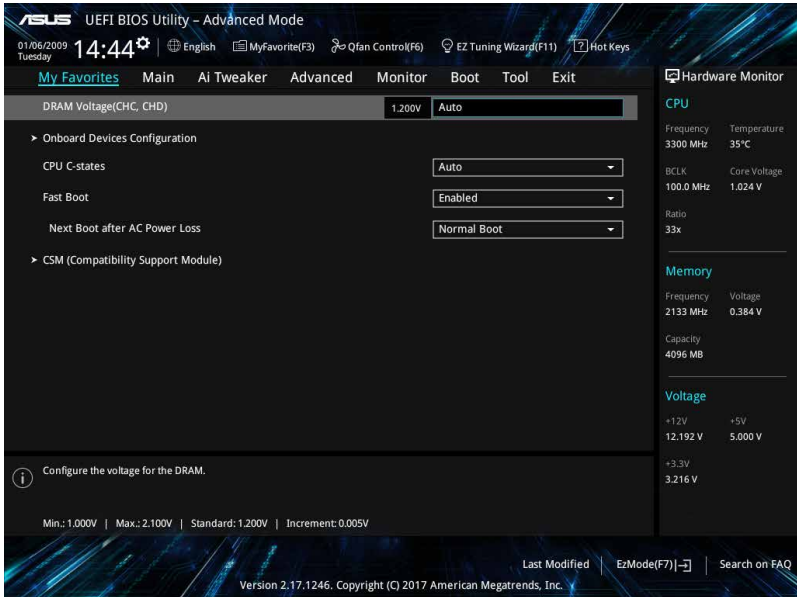 ASUS UEFI BIOS Utility – Advanced Mode
01/06/2009 Tuesday 14:44 English MyFavorite(F3) Qfan Control(F6) EZ Tuning Wizard(F11) ? Hot Keys
My Favorites Main Ai Tweaker Advanced Monitor Boot Tool Exit
DRAM Voltage(CHC, CHD) 1.200V Auto
> Onboard Devices Configuration
CPU C-states Auto
Fast Boot Enabled
Next Boot after AC Power Loss Normal Boot
> CSM (Compatibility Support Module)
Hardware Monitor
CPU
Frequency Temperature
3300 MHz 35°C
BCLK Core Voltage
100.0 MHz 1.024 V
Ratio
33x
Memory
Frequency Voltage
2133 MHz 0.384 V
Capacity
4096 MB
Voltage
+12V +5V
12.192 V 5.000 V
+3.3V
3.216 V
i Configure the voltage for the DRAM.
Min.: 1.000V | Max.: 2.100V | Standard: 1.200V | Increment: 0.005V
Last Modified EzMode(F7) Search on FAQ
Version 2.17.1246. Copyright (C) 2017 American Megatrends, Inc.